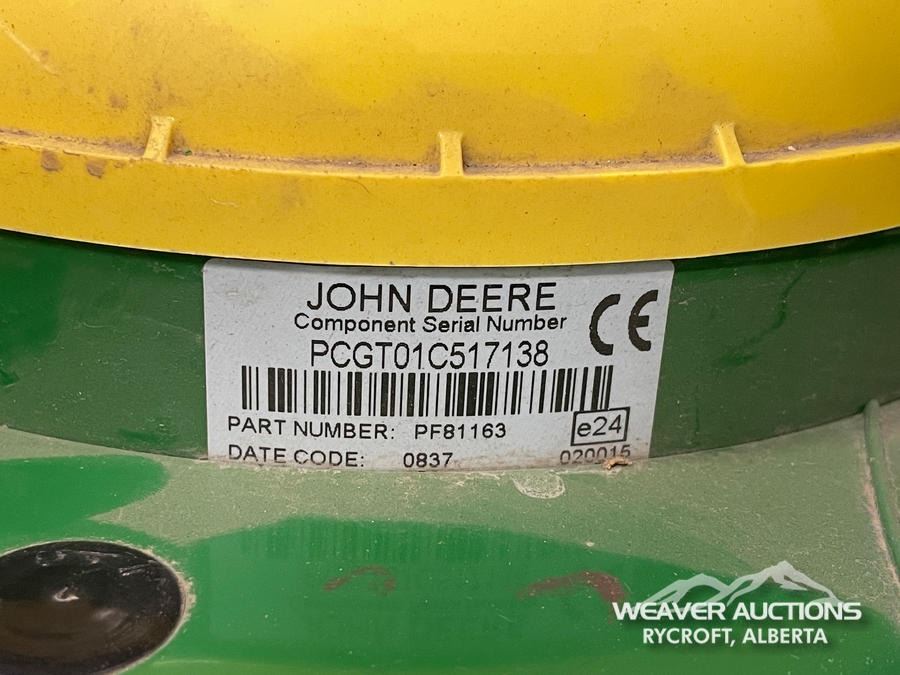 JOHN DEERE
Component Serial Number
PCGT01C517138
CE
PART NUMBER: PF81163
e24
DATE CODE: 0837
020015
WEAVER AUCTIONS
RYCROFT, ALBERTA